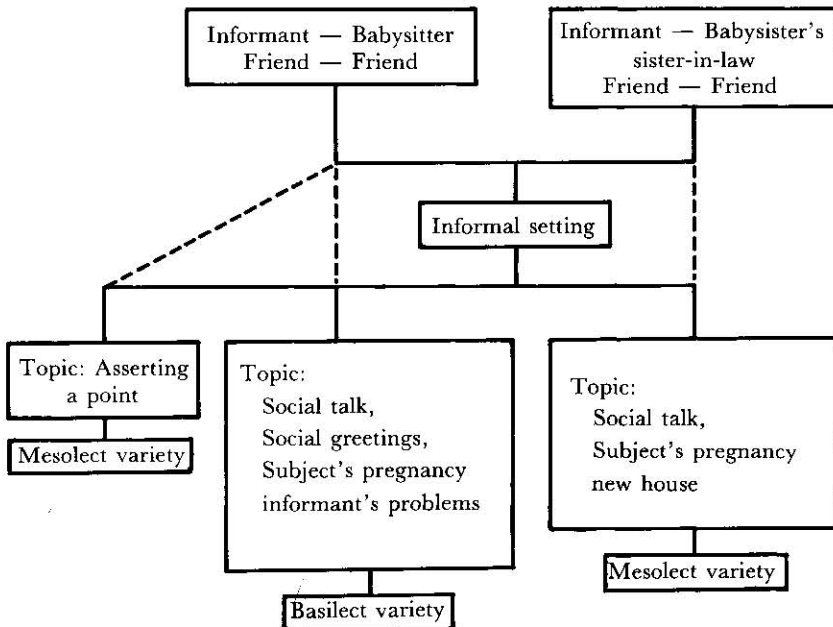 Informant — Babysitter
Friend — Friend
Informant — Babysister's
sister-in-law
Friend — Friend
Informal setting
Topic: Asserting
a point
Mesolect variety
Topic:
Social talk,
Social greetings,
Subject's pregnancy
informant's problems
Basilect variety
Topic:
Social talk,
Subject's pregnancy
new house
Mesolect variety